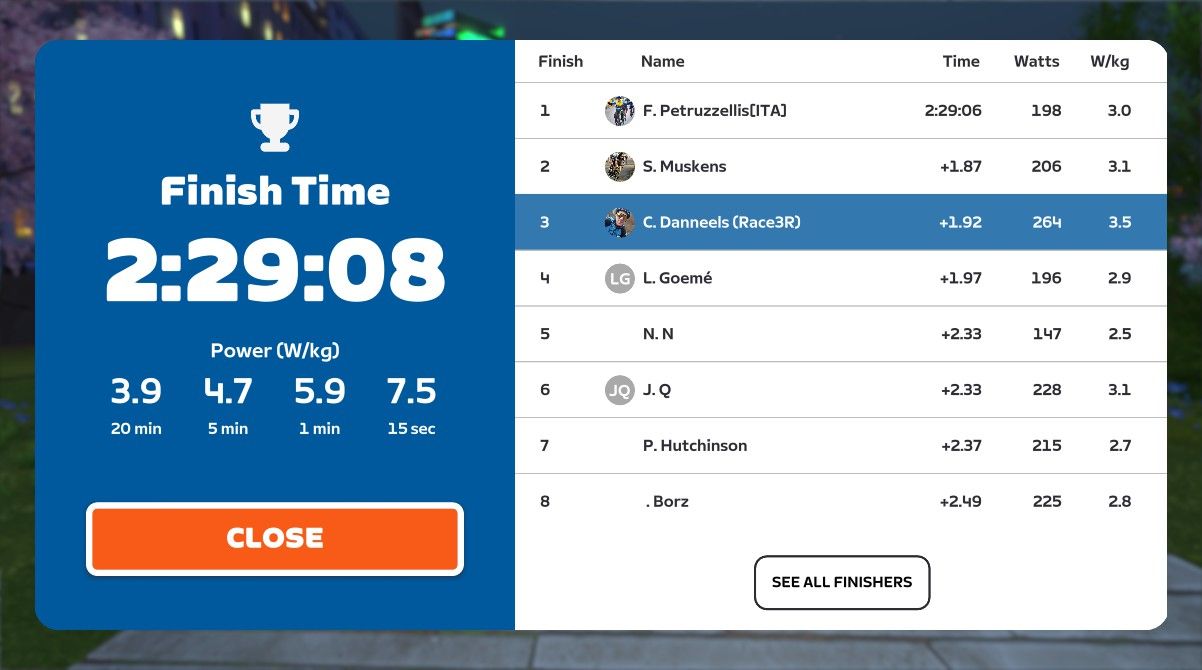 Finish Time
2:29:08
Power (W/kg)
3.9 4.7 5.9 7.5
20 min 5 min 1 min 15 sec
CLOSE
Finish Name Time Watts W/kg
1 F. Petruzzellis[ITA] 2:29:06 198 3.0
2 S. Muskens +1.87 206 3.1
3 C. Danneels (Race3R) +1.92 264 3.5
4 LG L. Goemé +1.97 196 2.9
5 N. N +2.33 147 2.5
6 JQ J. Q +2.33 228 3.1
7 P. Hutchinson +2.37 215 2.7
8 . Borz +2.49 225 2.8
SEE ALL FINISHERS